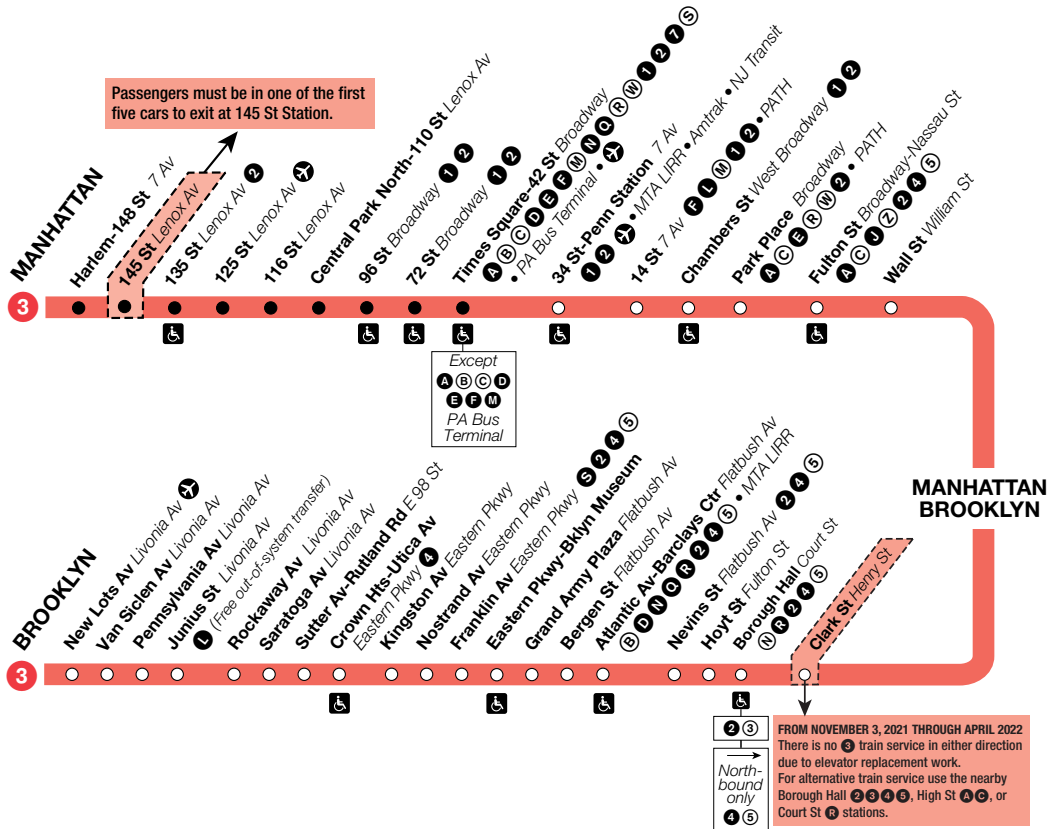 Passengers must be in one of the first
five cars to exit at 145 St Station.
MANHATTAN
3
Harlem-148 St 7 Av
145 St Lenox Av
135 St Lenox Av 2
125 St Lenox Av
116 St Lenox Av
Central Park North-110 St Lenox Av
96 St Broadway 1 2
72 St Broadway 1 2
Times Square-42 St Broadway
A B C D E F M N Q R W 1 2 7 S
• PA Bus Terminal •
34 St-Penn Station 7 Av
1 2 • MTA LIRR • Amtrak • NJ Transit
14 St 7 Av F L M 1 2 • PATH
Chambers St West Broadway 1 2
Park Place Broadway
A C E R W 2 • PATH
Fulton St Broadway-Nassau St
A C J Z 2 4 5
Wall St William St
Except
A B C D
E F M
PA Bus
Terminal
MANHATTAN
BROOKLYN
BROOKLYN
3
New Lots Av Livonia Av
Van Siclen Av Livonia Av
Pennsylvania Av Livonia Av
Junius St Livonia Av
L (Free out-of-system transfer)
Rockaway Av Livonia Av
Saratoga Av Livonia Av
Sutter Av-Rutland Rd E 98 St
Crown Hts-Utica Av
Eastern Pkwy 4
Kingston Av Eastern Pkwy
Nostrand Av Eastern Pkwy
Franklin Av Eastern Pkwy S 2 4 5
Eastern Pkwy-Bklyn Museum
Grand Army Plaza Flatbush Av
Bergen St Flatbush Av
Atlantic Av-Barclays Ctr Flatbush Av
B D N Q R 2 4 5 • MTA LIRR
Nevins St Flatbush Av 2 4 5
Hoyt St Fulton St
Borough Hall Court St
N R 2 4 5
Clark St Henry St
2 3
North-
bound
only
4 5
FROM NOVEMBER 3, 2021 THROUGH APRIL 2022
There is no 3 train service in either direction
due to elevator replacement work.
For alternative train service use the nearby
Borough Hall 2 3 4 5, High St A C, or
Court St R stations.